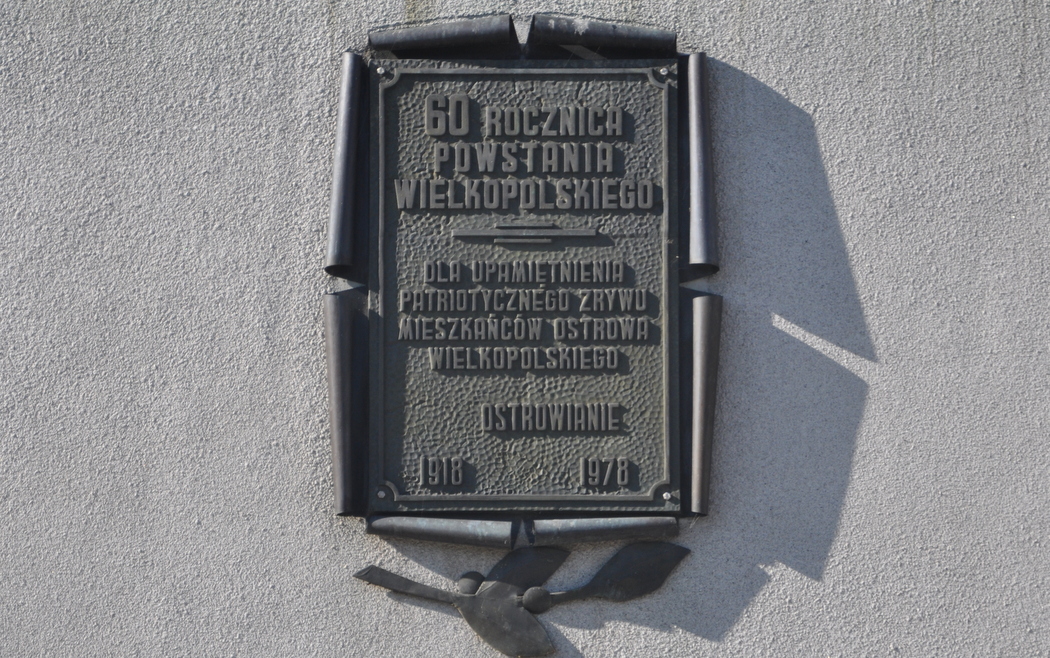 60 ROCZNICA
POWSTANIA
WIELKOPOLSKIEGO
DLA UPAMIĘTNIENIA
PATRIOTYCZNEGO ZRYWU
MIESZKAŃCÓW OSTROWA
WIELKOPOLSKIEGO
OSTROWIANIE
1918 1978